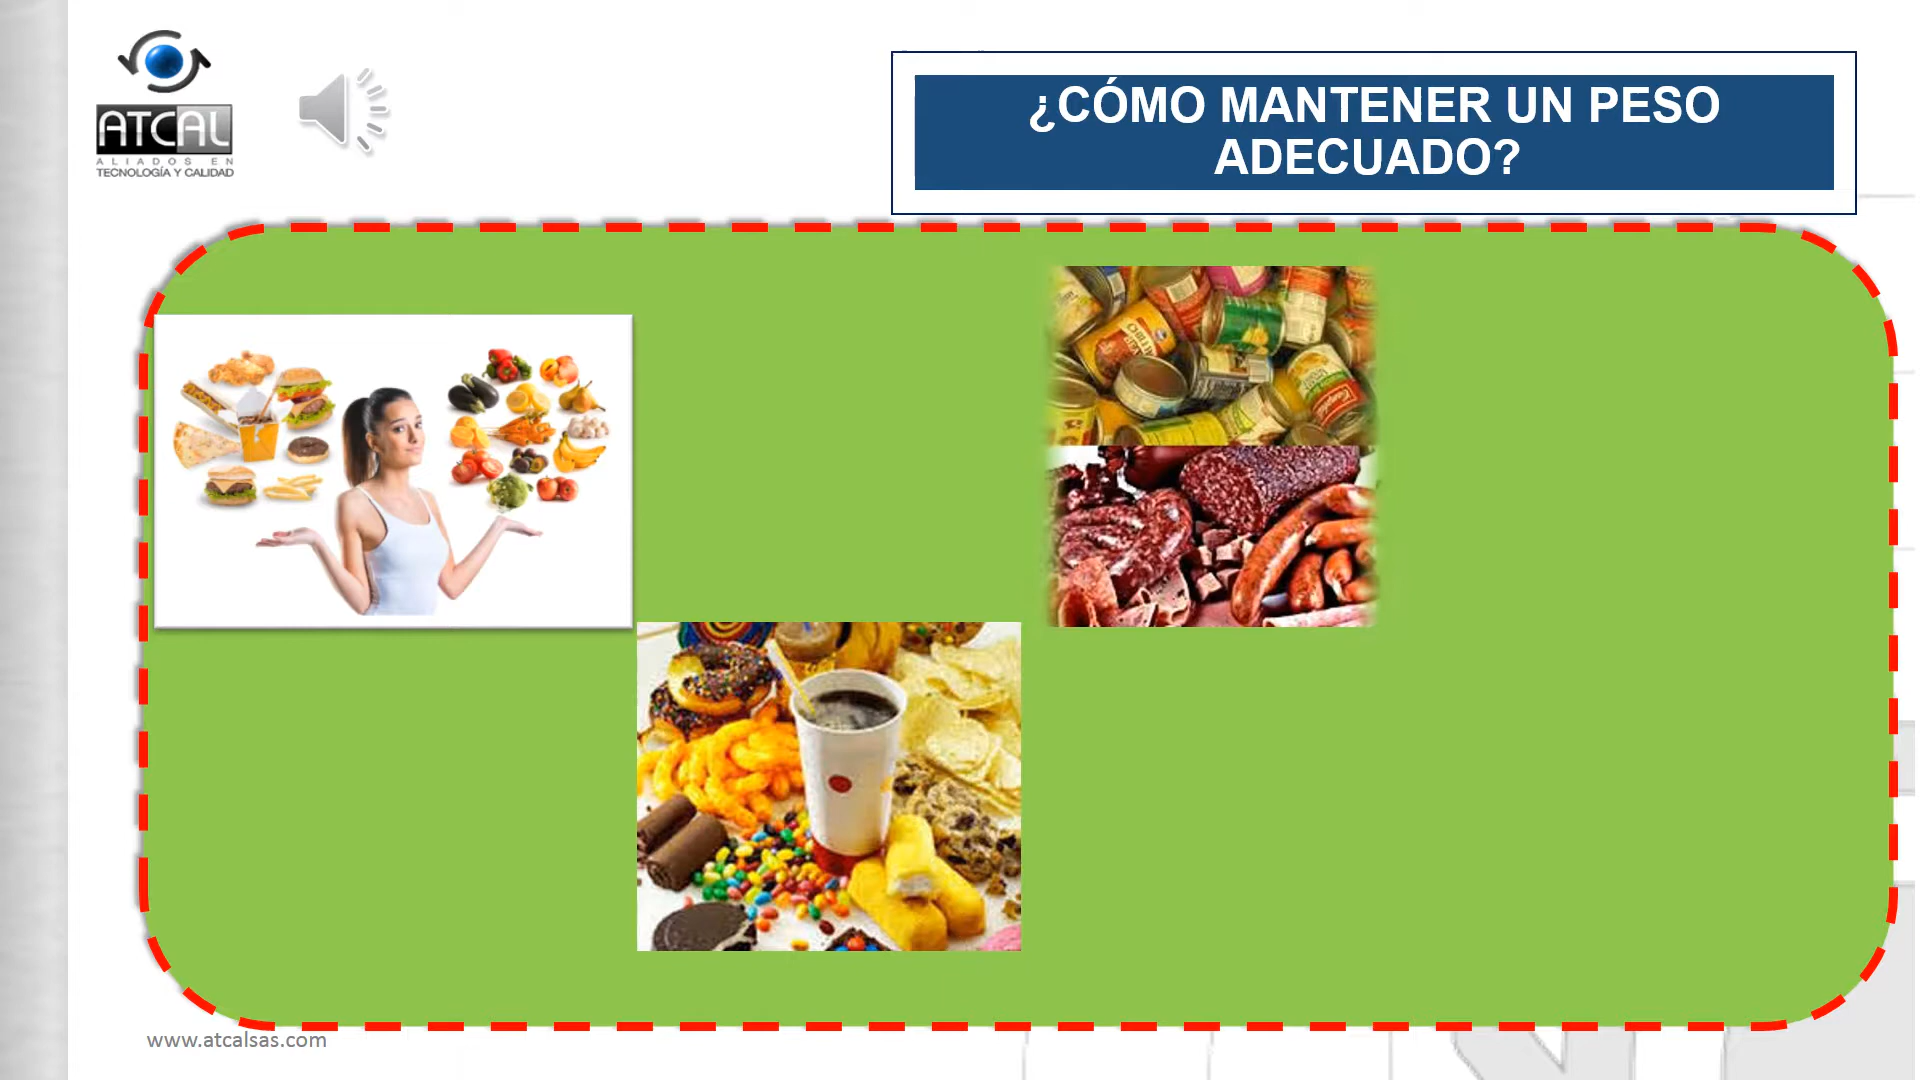 ATCAL
ALIADOS EN
TECNOLOGÍA Y CALIDAD
¿CÓMO MANTENER UN PESO
ADECUADO?
www.atcalsas.com